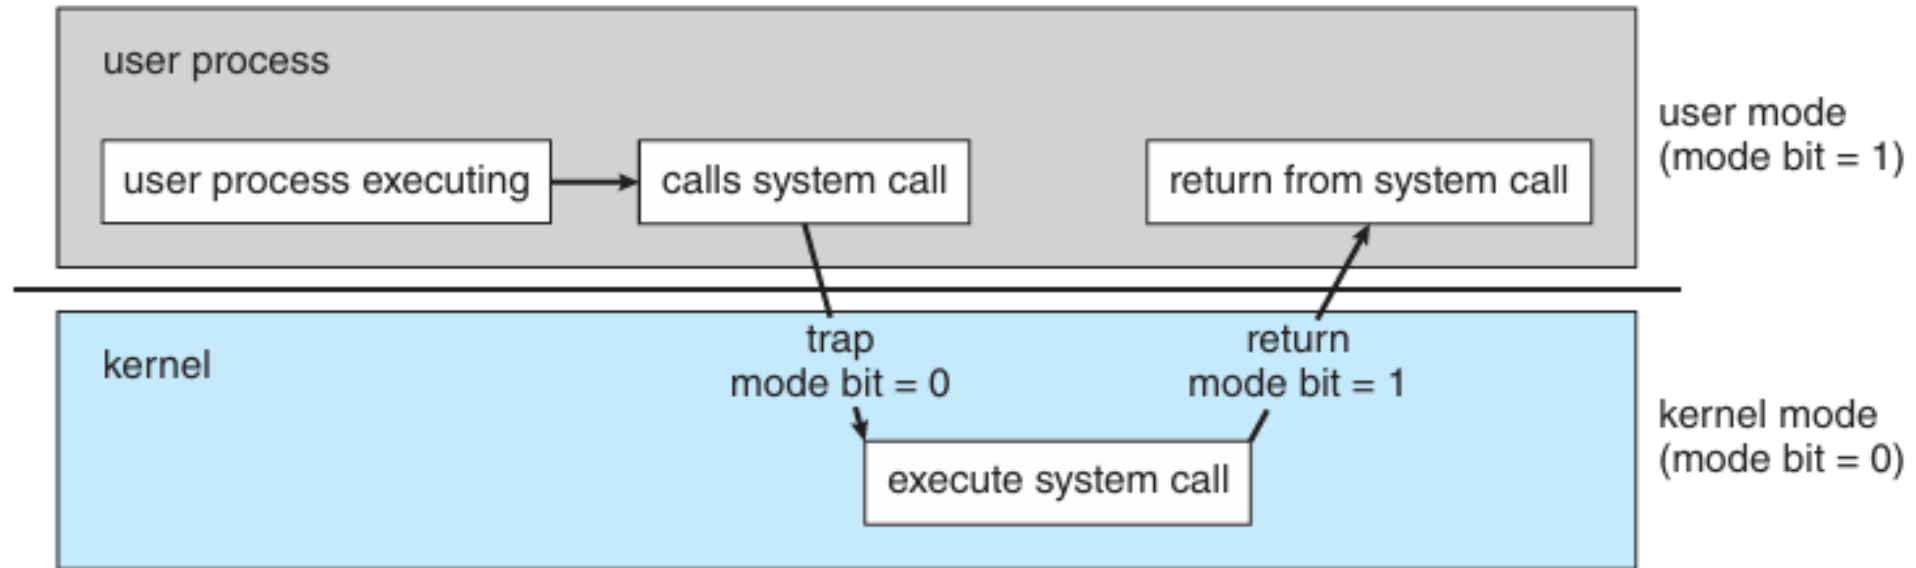 user process
user process executing
calls system call
return from system call
user mode
(mode bit = 1)
kernel
trap
mode bit = 0
return
mode bit = 1
execute system call
kernel mode
(mode bit = 0)